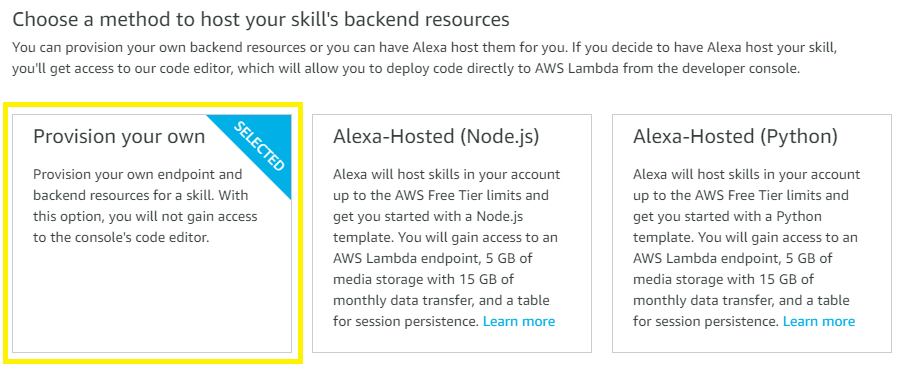 Choose a method to host your skill's backend resources
You can provision your own backend resources or you can have Alexa host them for you. If you decide to have Alexa host your skill,
you'll get access to our code editor, which will allow you to deploy code directly to AWS Lambda from the developer console.
Provision your own
SELECTED
Provision your own endpoint and
backend resources for a skill. With
this option, you will not gain access
to the console's code editor.
Alexa-Hosted (Node.js)
Alexa will host skills in your account
up to the AWS Free Tier limits and
get you started with a Node.js
template. You will gain access to an
AWS Lambda endpoint, 5 GB of
media storage with 15 GB of
monthly data transfer, and a table
for session persistence. Learn more
Alexa-Hosted (Python)
Alexa will host skills in your account
up to the AWS Free Tier limits and
get you started with a Python
template. You will gain access to an
AWS Lambda endpoint, 5 GB of
media storage with 15 GB of
monthly data transfer, and a table
for session persistence. Learn more